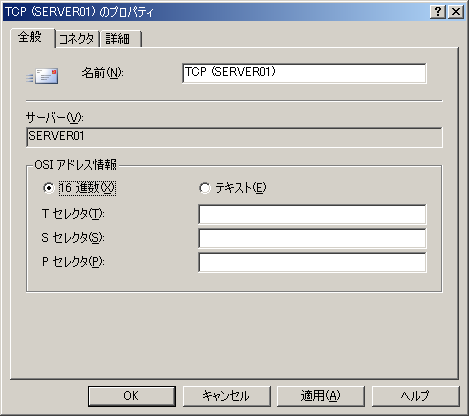 TCP (SERVER01) のプロパティ
全般 コネクタ 詳細
名前(N): TCP (SERVER01)
サーバー(V):
SERVER01
OSI アドレス情報
16 進数(X) テキスト(E)
T セレクタ(T):
S セレクタ(S):
P セレクタ(P):
OK キャンセル 適用(A) ヘルプ